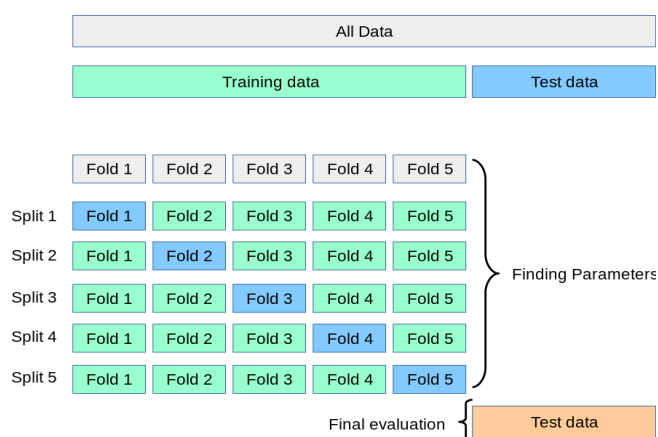 All Data
Training data Test data
Fold 1 Fold 2 Fold 3 Fold 4 Fold 5
Split 1 Fold 1 Fold 2 Fold 3 Fold 4 Fold 5
Split 2 Fold 1 Fold 2 Fold 3 Fold 4 Fold 5
Finding Parameters
Split 3 Fold 1 Fold 2 Fold 3 Fold 4 Fold 5
Split 4 Fold 1 Fold 2 Fold 3 Fold 4 Fold 5
Split 5 Fold 1 Fold 2 Fold 3 Fold 4 Fold 5
Final evaluation Test data